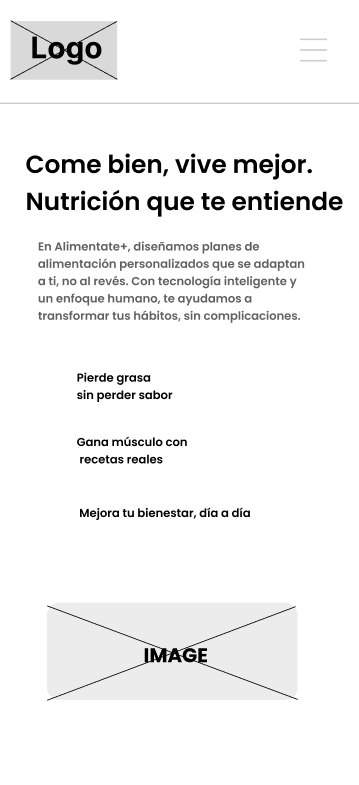 Logo
Come bien, vive mejor.
Nutrición que te entiende
En Alimentate+, diseñamos planes de
alimentación personalizados que se adaptan
a ti, no al revés. Con tecnología inteligente y
un enfoque humano, te ayudamos a
transformar tus hábitos, sin complicaciones.
Pierde grasa
sin perder sabor
Gana músculo con
recetas reales
Mejora tu bienestar, día a día
IMAGE